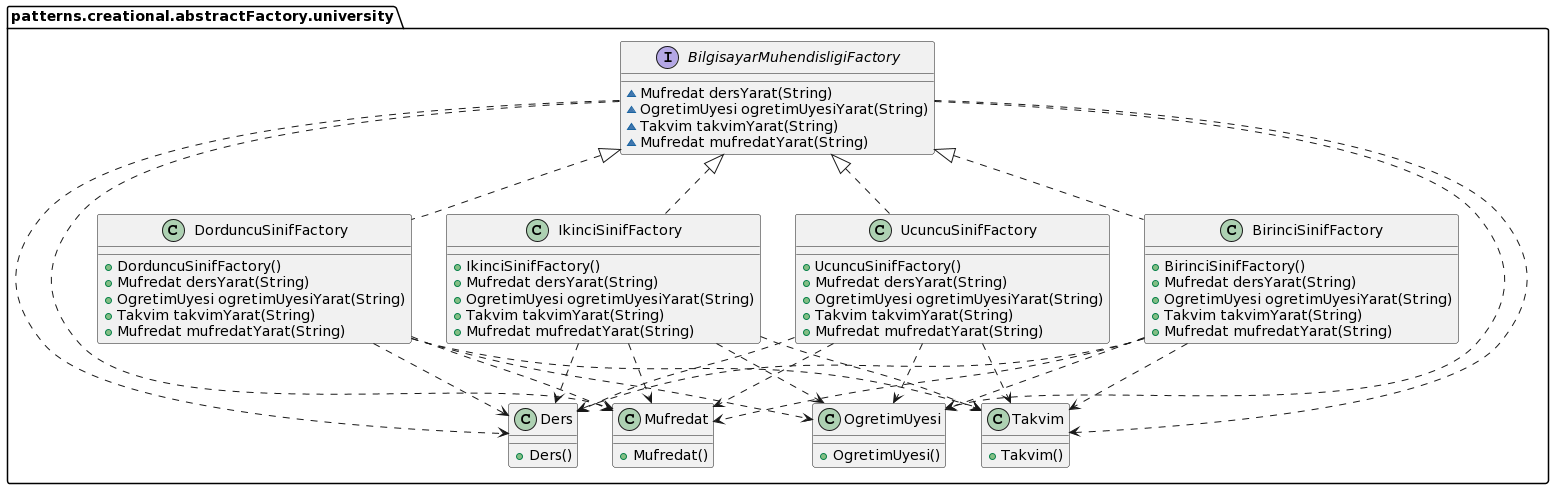 patterns.creational.abstractFactory.university
I BilgisayarMuhendisligiFactory
Mufredat dersYarat(String)
OgretimUyesi ogretimUyesiYarat(String)
Takvim takvimYarat(String)
Mufredat mufredatYarat(String)
C DorduncuSinifFactory
DorduncuSinifFactory()
Mufredat dersYarat(String)
OgretimUyesi ogretimUyesiYarat(String)
Takvim takvimYarat(String)
Mufredat mufredatYarat(String)
C IkinciSinifFactory
IkinciSinifFactory()
Mufredat dersYarat(String)
OgretimUyesi ogretimUyesiYarat(String)
Takvim takvimYarat(String)
Mufredat mufredatYarat(String)
C UcuncuSinifFactory
UcuncuSinifFactory()
Mufredat dersYarat(String)
OgretimUyesi ogretimUyesiYarat(String)
Takvim takvimYarat(String)
Mufredat mufredatYarat(String)
C BirinciSinifFactory
BirinciSinifFactory()
Mufredat dersYarat(String)
OgretimUyesi ogretimUyesiYarat(String)
Takvim takvimYarat(String)
Mufredat mufredatYarat(String)
C Ders
Ders()
C Mufredat
Mufredat()
C OgretimUyesi
OgretimUyesi()
C Takvim
Takvim()